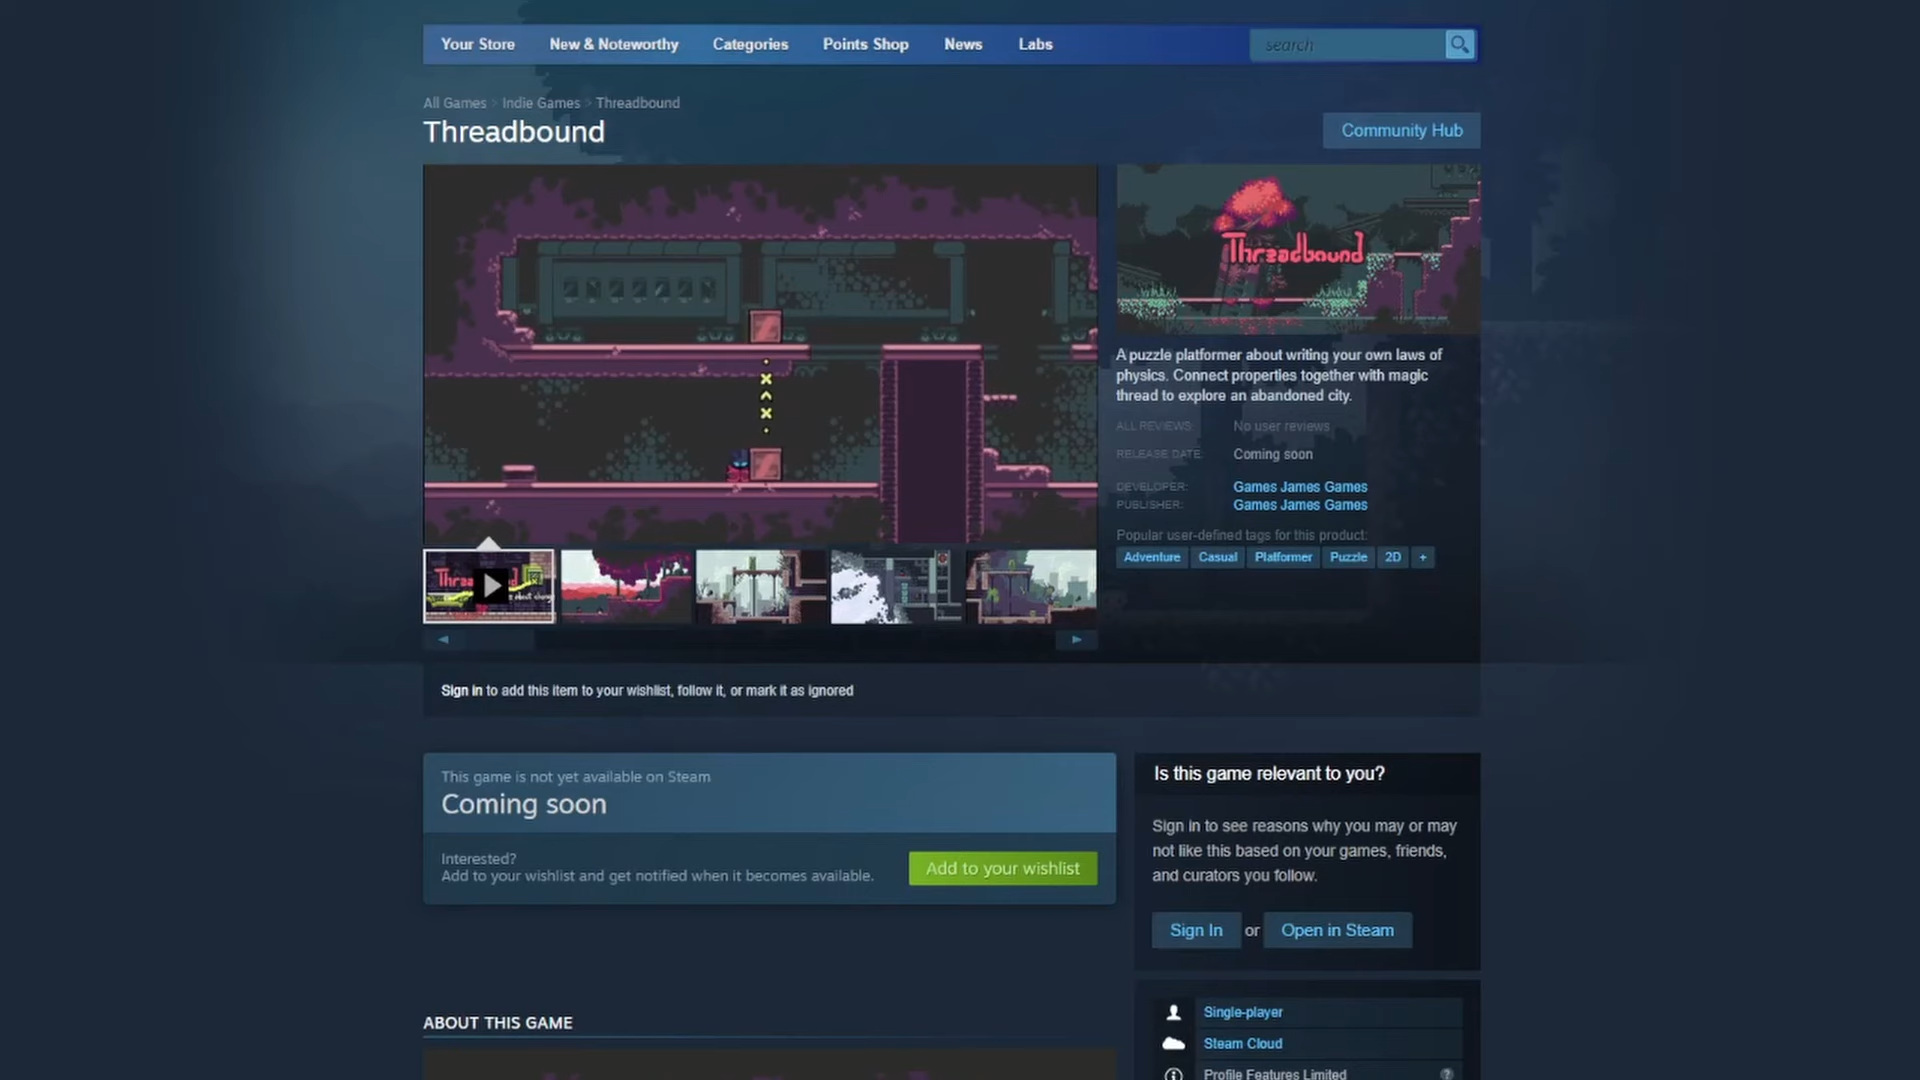 Your Store New & Noteworthy Categories Points Shop News Labs search
All Games > Indie Games > Threadbound
Threadbound
Community Hub
Threadbound
A puzzle platformer about writing your own laws of
physics. Connect properties together with magic
thread to explore an abandoned city.
ALL REVIEWS: No user reviews
RELEASE DATE: Coming soon
DEVELOPER: Games James Games
PUBLISHER: Games James Games
Popular user-defined tags for this product:
Adventure Casual Platformer Puzzle 2D +
Sign in to add this item to your wishlist, follow it, or mark it as ignored
This game is not yet available on Steam
Coming soon
Interested?
Add to your wishlist and get notified when it becomes available.
Add to your wishlist
Is this game relevant to you?
Sign in to see reasons why you may or may
not like this based on your games, friends,
and curators you follow.
Sign In or Open in Steam
ABOUT THIS GAME
Single-player
Steam Cloud
Profile Features Limited ?